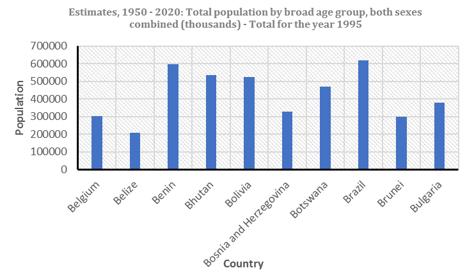 Estimates, 1950 - 2020: Total population by broad age group, both sexes
combined (thousands) - Total for the year 1995
700000
600000
500000
400000
300000
200000
100000
0
Population
Belgium
Belize
Benin
Bhutan
Bolivia
Bosnia and Herzegovina
Botswana
Brazil
Brunei
Bulgaria
Country